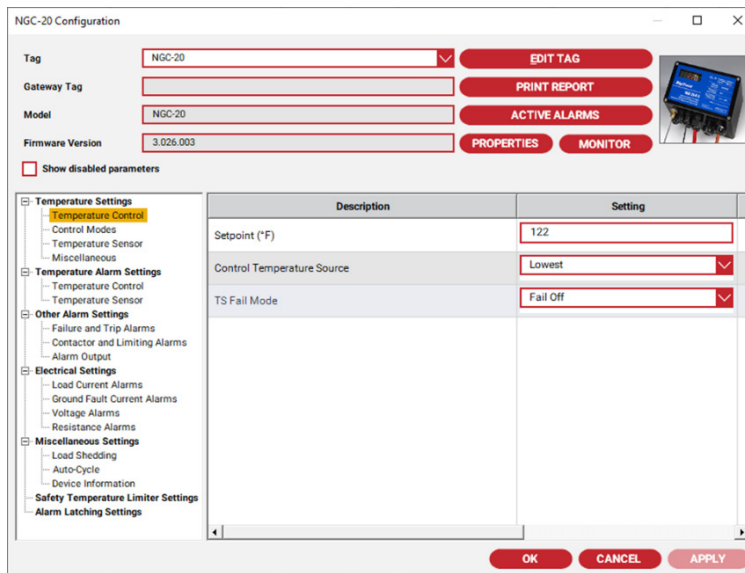 NGC-20 Configuration
Tag NGC-20 EDIT TAG
Gateway Tag PRINT REPORT
Model NGC-20 ACTIVE ALARMS
Firmware Version 3.026.003 PROPERTIES MONITOR
Show disabled parameters
Temperature Settings
Temperature Control
Control Modes
Temperature Sensor
Miscellaneous
Temperature Alarm Settings
Temperature Control
Temperature Sensor
Other Alarm Settings
Failure and Trip Alarms
Contactor and Limiting Alarms
Alarm Output
Electrical Settings
Load Current Alarms
Ground Fault Current Alarms
Voltage Alarms
Resistance Alarms
Miscellaneous Settings
Load Shedding
Auto-Cycle
Device Information
Safety Temperature Limiter Settings
Alarm Latching Settings
Description Setting
Setpoint (°F) 122
Control Temperature Source Lowest
TS Fail Mode Fail Off
OK CANCEL APPLY